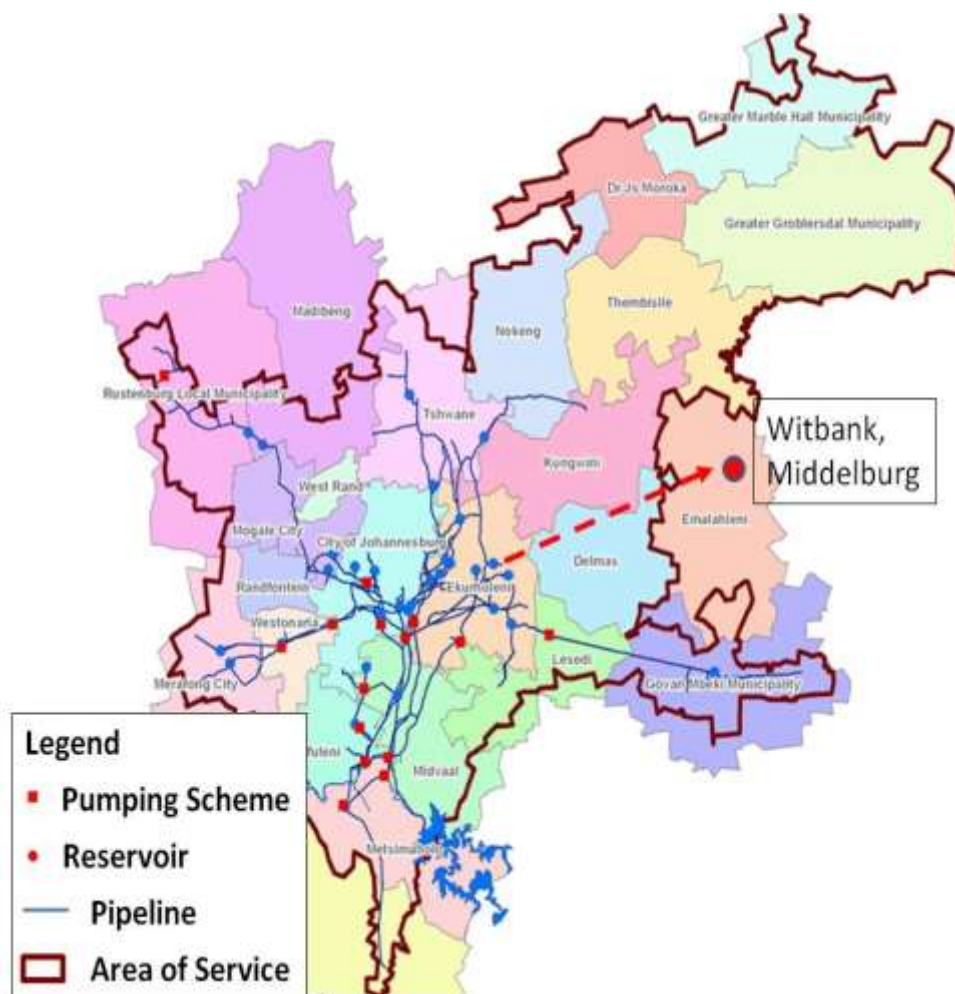 Greater Marble Hall Municipality
Dr Js Moroka
Greater Groblersdal Municipality
Madibeng
Nokeng
Thembisile
Rustenburg Local Municipality
Tshwane
Witbank,
Middelburg
Kungwini
West Rand
Mogale City
City of Johannesburg
Emalahleni
Delmas
Randfontein
Ekurhuleni
Westonaria
Lesedi
Merafong City
Govan Mbeki Municipality
fuleni
Midvaal
Metsimaholo
Legend
Pumping Scheme
Reservoir
Pipeline
Area of Service